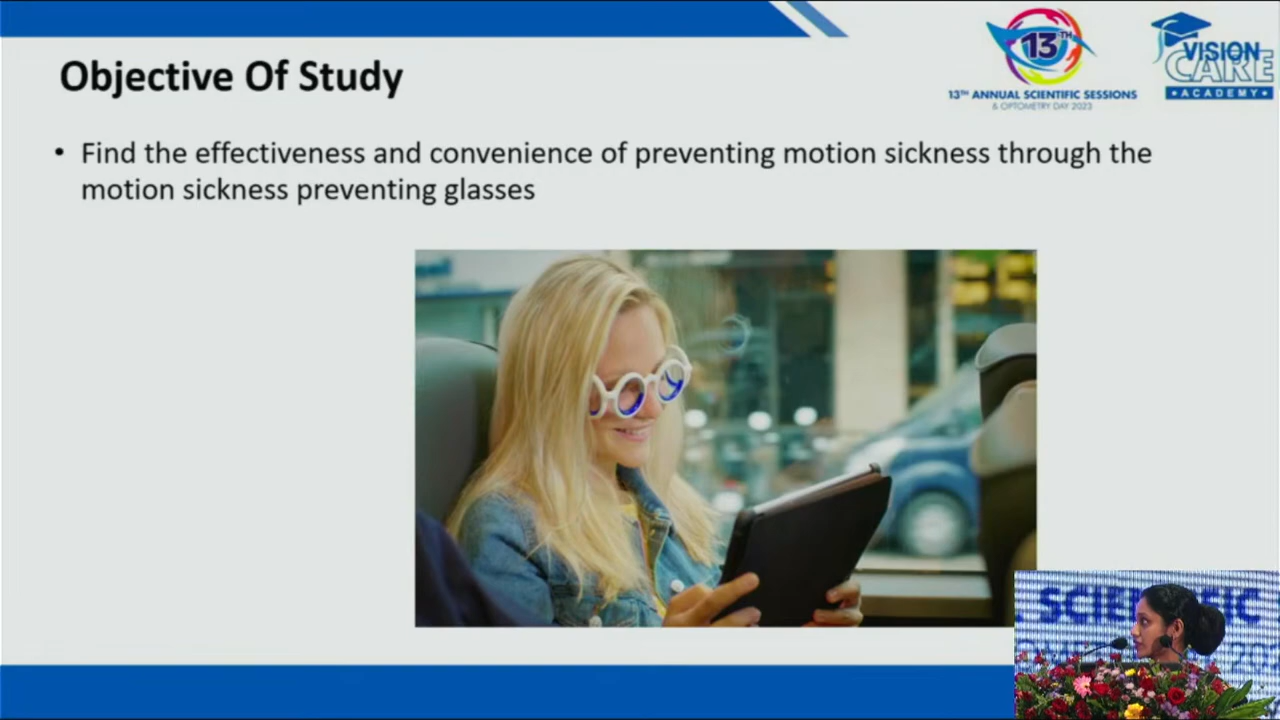 13TH
13TH ANNUAL SCIENTIFIC SESSIONS
& OPTOMETRY DAY 2023
VISION
CARE
ACADEMY
Objective Of Study
• Find the effectiveness and convenience of preventing motion sickness through the
motion sickness preventing glasses
SCIENTIFIC